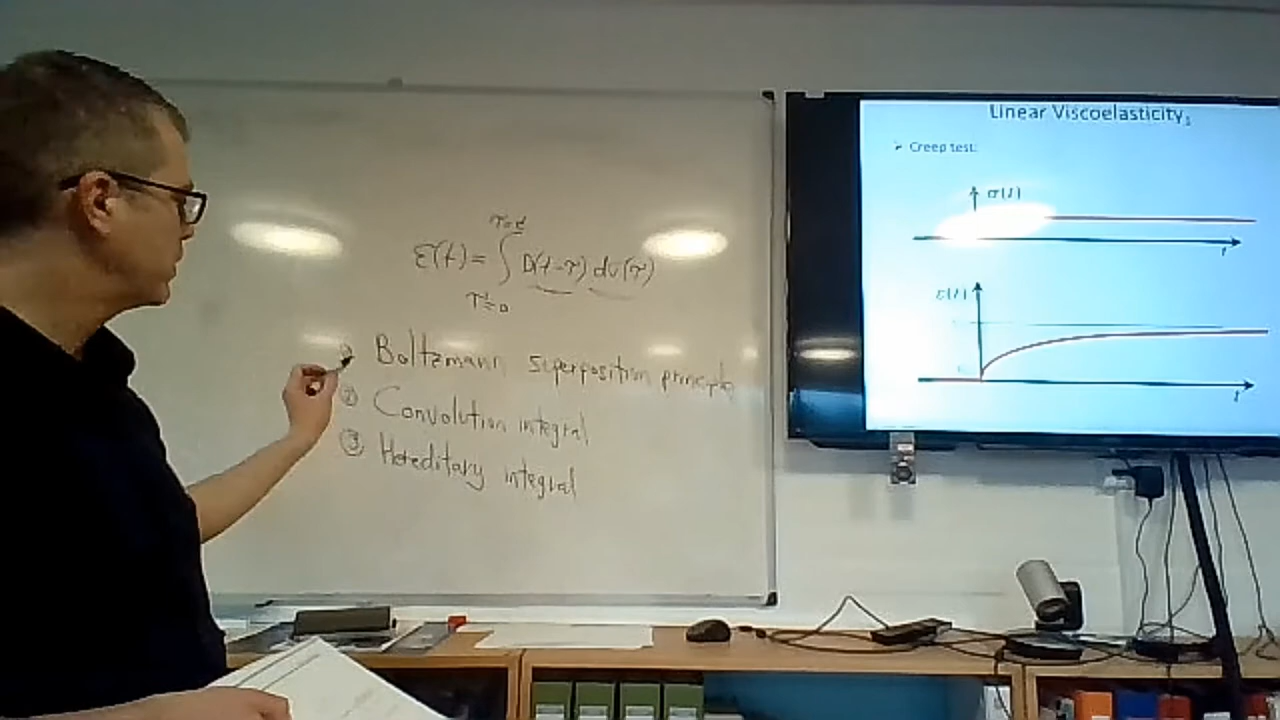 τ=t
ε(t) = ∫ D(t-τ) dσ(τ)
τ=0
① Boltzmann superposition principle
② Convolution integral
③ Hereditary integral
Linear Viscoelasticity
➤ Creep test:
σ(t)
t
ε(t)
t